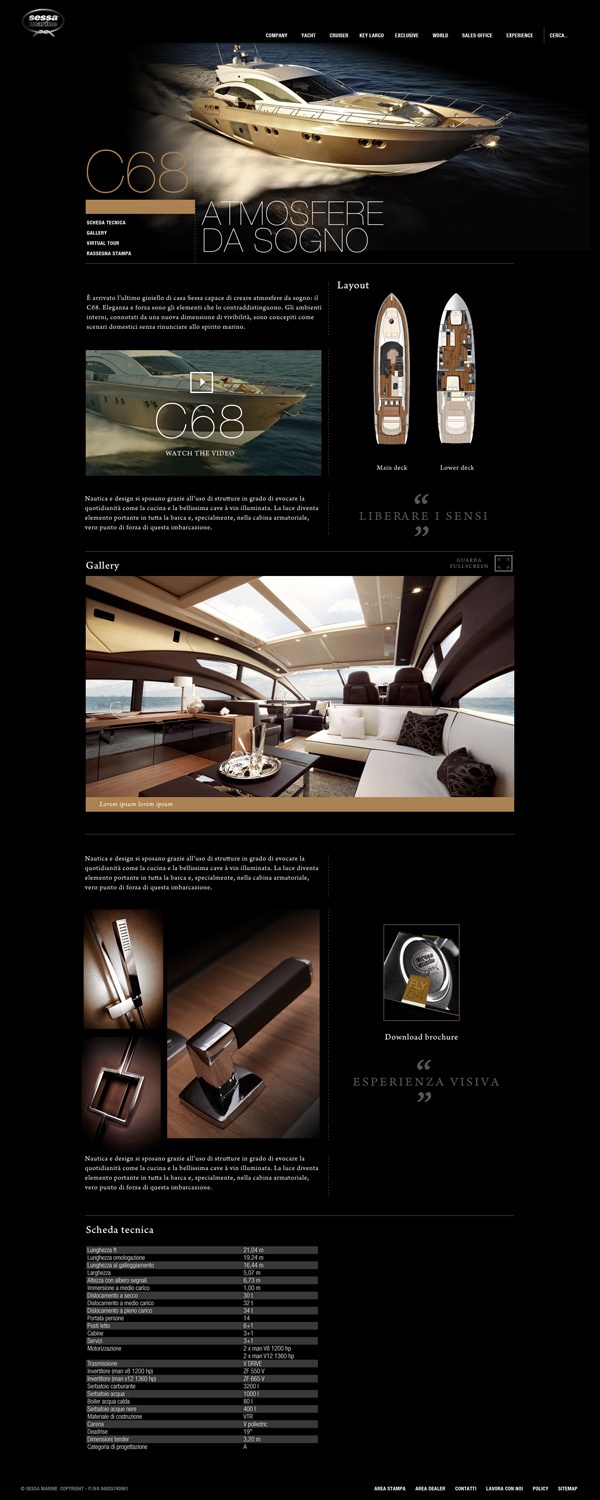 sessa
marine
COMPANY YACHT CRUISER KEY LARGO EXCLUSIVE WORLD SALES OFFICE EXPERIENCE CERCA...
C68
SCHEDA TECNICA
GALLERY
VIRTUAL TOUR
RASSEGNA STAMPA
ATMOSFERE
DA SOGNO
È arrivato l'ultimo gioiello di casa Sessa capace di creare atmosfere da sogno: il
C68. Eleganza e forza sono gli elementi che lo contraddistinguono. Gli ambienti
interni, connotati da una nuova dimensione di vivibilità, sono concepiti come
scenari domestici senza rinunciare allo spirito marino.
Layout
Main deck Lower deck
C68
WATCH THE VIDEO
Nautica e design si sposano grazie all'uso di strutture in grado di evocare la
quotidianità come la cucina e la bellissima cave à vin illuminata. La luce diventa
elemento portante in tutta la barca e, specialmente, nella cabina armatoriale,
vero punto di forza di questa imbarcazione.
“
LIBERARE I SENSI
”
Gallery
GUARDA
FULLSCREEN
Lorem ipsum lorem ipsum
Nautica e design si sposano grazie all'uso di strutture in grado di evocare la
quotidianità come la cucina e la bellissima cave à vin illuminata. La luce diventa
elemento portante in tutta la barca e, specialmente, nella cabina armatoriale,
vero punto di forza di questa imbarcazione.
sessa
marine
FLY
Download brochure
“
ESPERIENZA VISIVA
”
Nautica e design si sposano grazie all'uso di strutture in grado di evocare la
quotidianità come la cucina e la bellissima cave à vin illuminata. La luce diventa
elemento portante in tutta la barca e, specialmente, nella cabina armatoriale,
vero punto di forza di questa imbarcazione.
Scheda tecnica
Lunghezza ft 21,04 m
Lunghezza omologazione 19,24 m
Lunghezza al galleggiamento 16,44 m
Larghezza 5,07 m
Altezza con albero segnali 6,73 m
Immersione a medio carico 1,00 m
Dislocamento a secco 30 t
Dislocamento a medio carico 32 t
Dislocamento a pieno carico 34 t
Portata persone 14
Posti letto 6+1
Cabine 3+1
Servizi 3+1
Motorizzazione 2 x man V8 1200 hp
2 x man V12 1360 hp
Trasmissione V DRIVE
Invertitore (man v8 1200 hp) ZF 550 V
Invertitore (man v12 1360 hp) ZF 665 V
Serbatoio carburante 3200 l
Serbatoio acqua 1000 l
Boiler acqua calda 80 l
Serbatoio acque nere 400 l
Materiale di costruzione VTR
Carena V poliedric
Deadrise 19°
Dimensioni tender 3,20 m
Categoria di progettazione A
© SESSA MARINE COPYRIGHT - P.IVA 04935740961
AREA STAMPA AREA DEALER CONTATTI LAVORA CON NOI POLICY SITEMAP